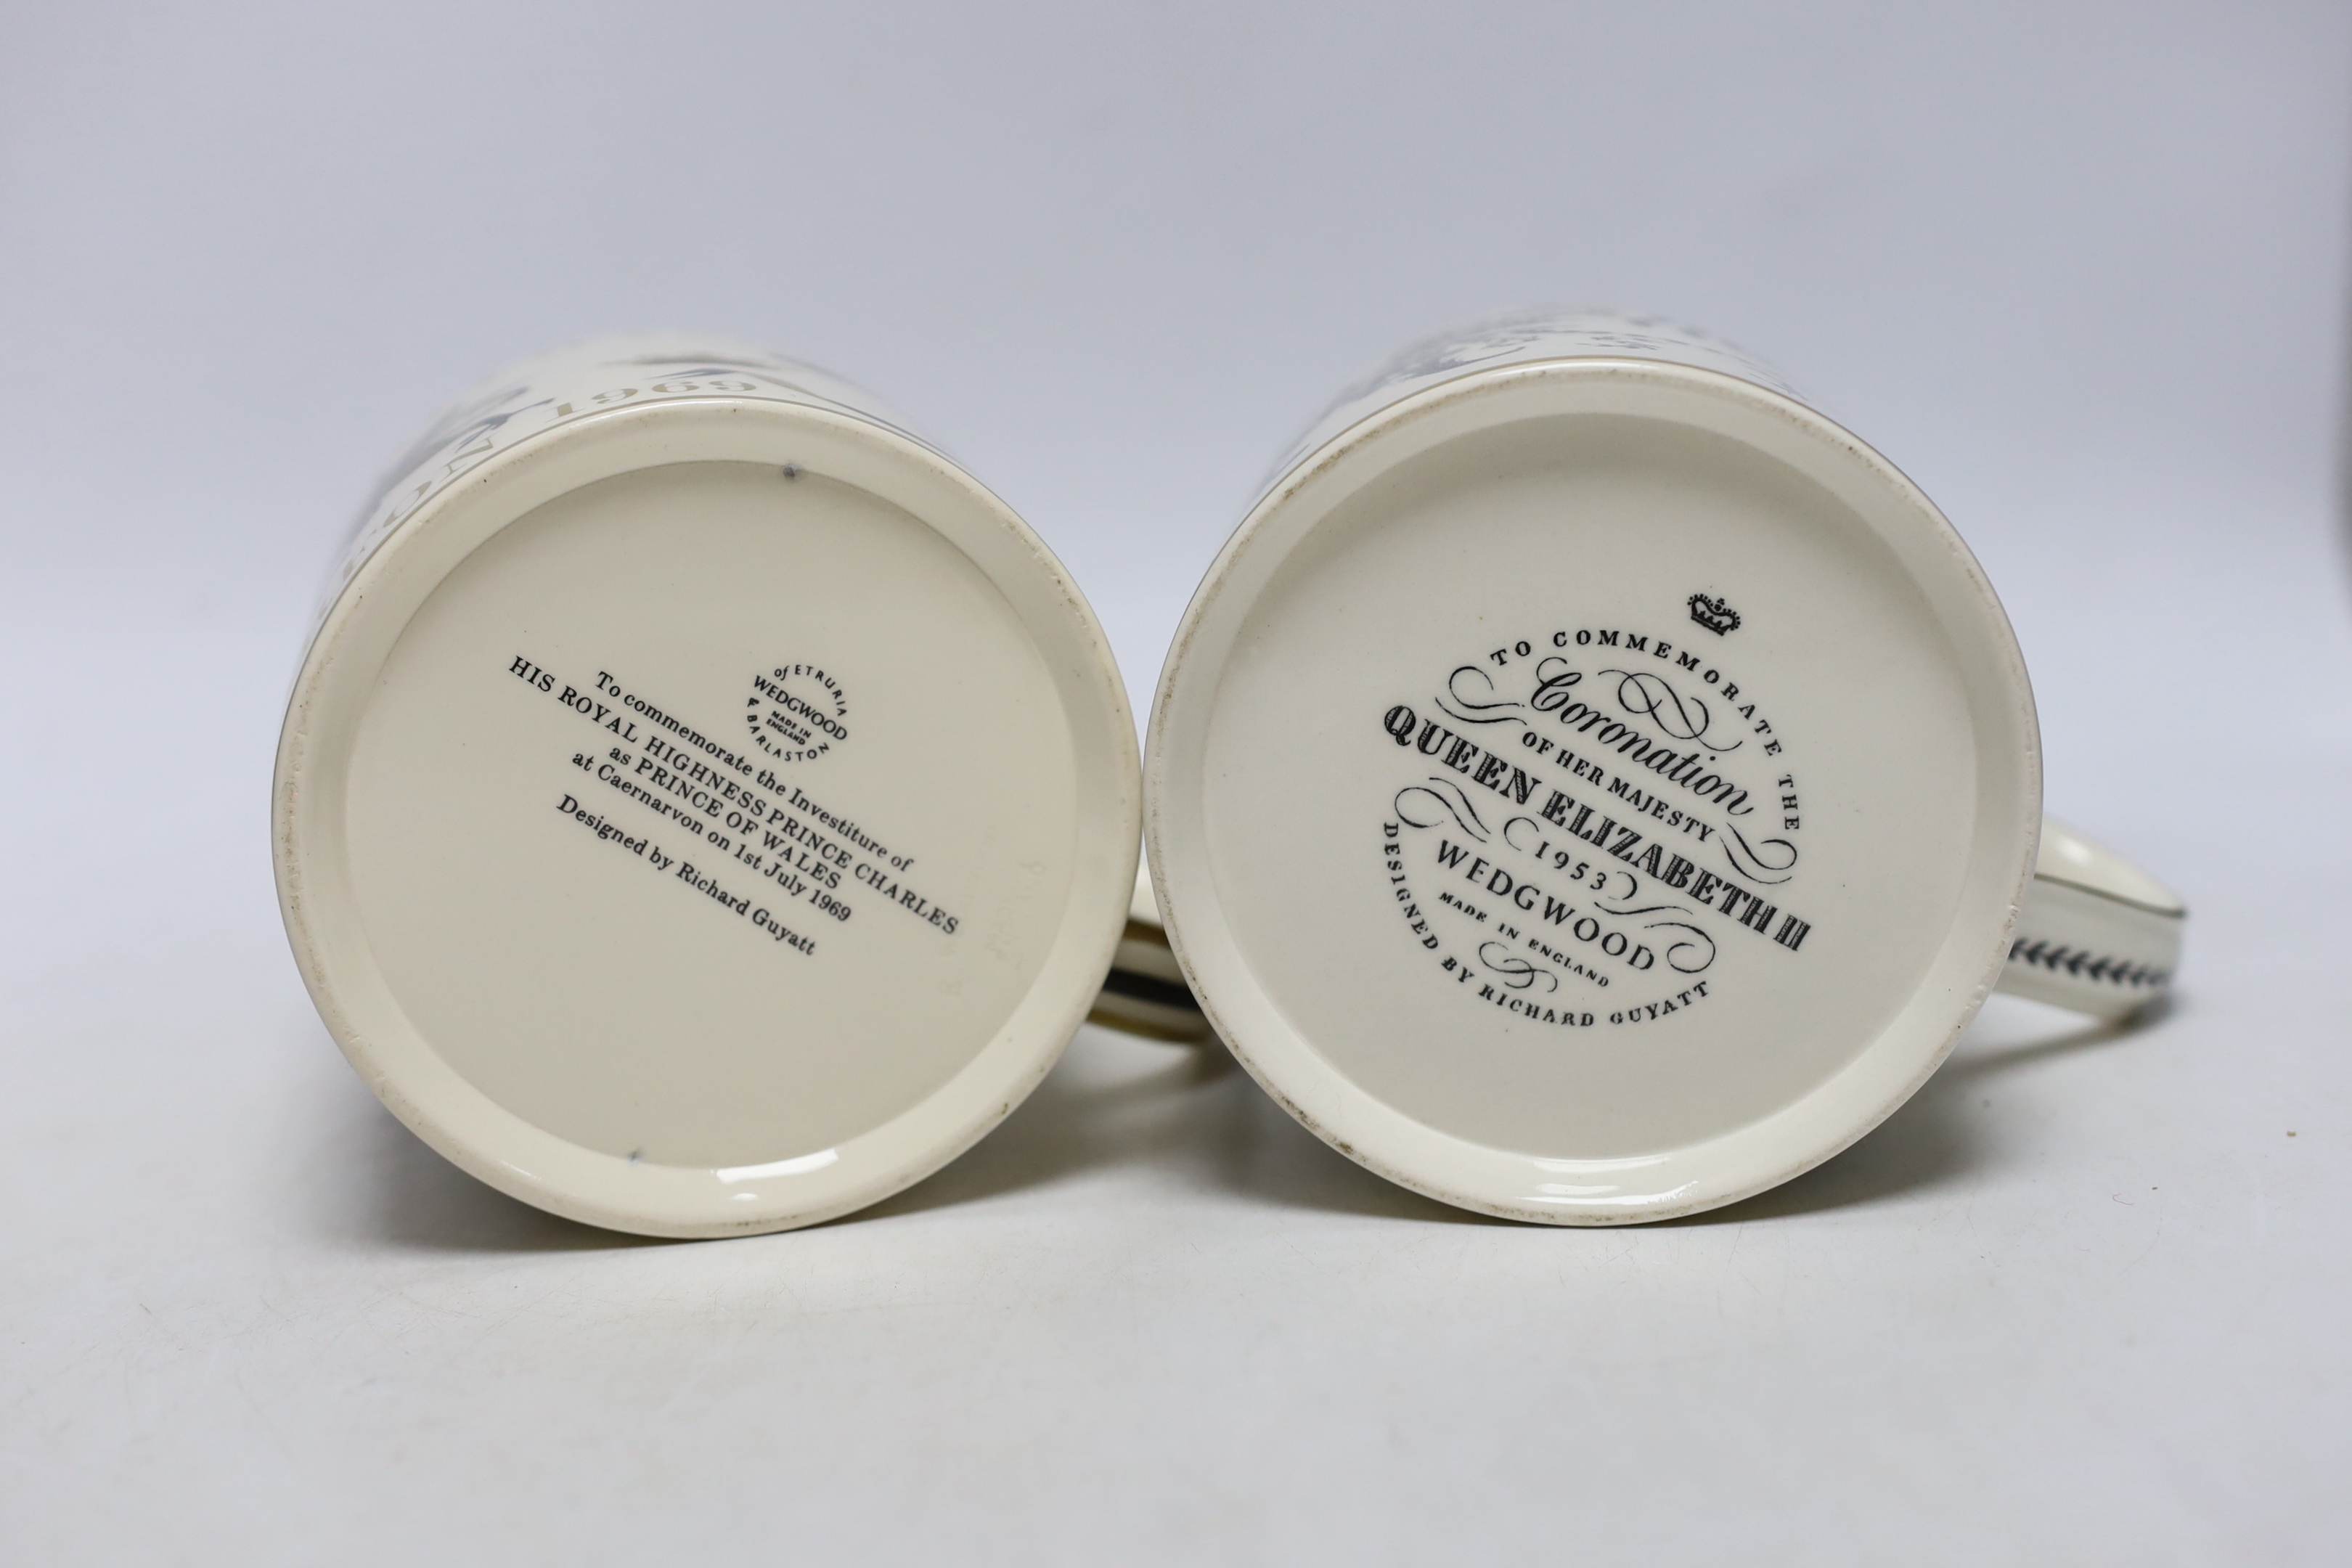 1969
of ETRURIA
WEDGWOOD
MADE IN
ENGLAND
& BARLASTON
To commemorate the Investiture of
HIS ROYAL HIGHNESS PRINCE CHARLES
as PRINCE OF WALES
at Caernarvon on 1st July 1969
Designed by Richard Guyatt
TO COMMEMORATE THE
Coronation
OF HER MAJESTY
QUEEN ELIZABETH II
1953
WEDGWOOD
MADE IN ENGLAND
DESIGNED BY RICHARD GUYATT